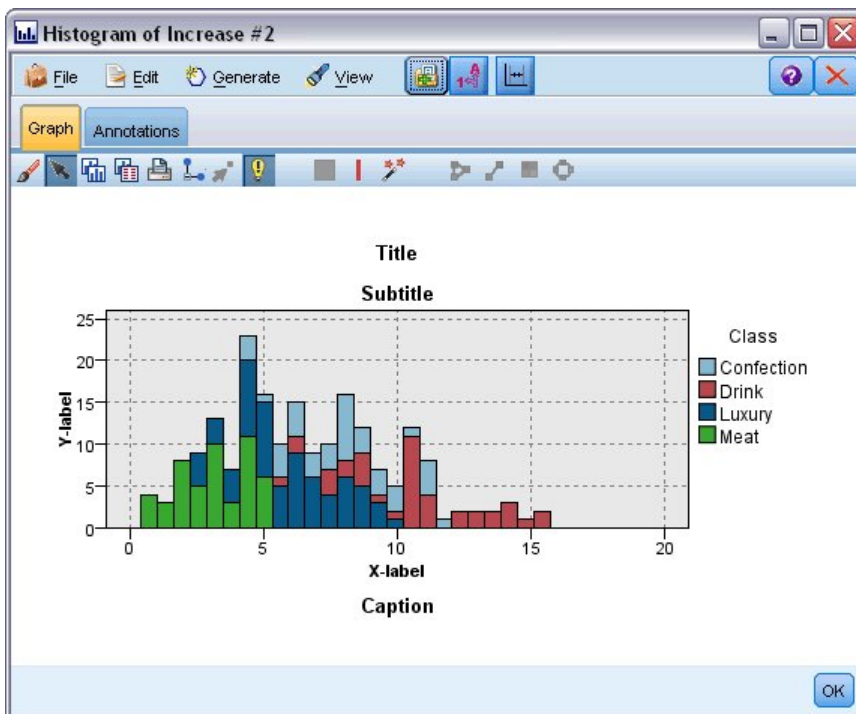 Histogram of Increase #2
File Edit Generate View
Graph Annotations
Title
Subtitle
25
20
15
10
5
0
Y-label
0 5 10 15 20
X-label
Caption
Class
Confection
Drink
Luxury
Meat
OK